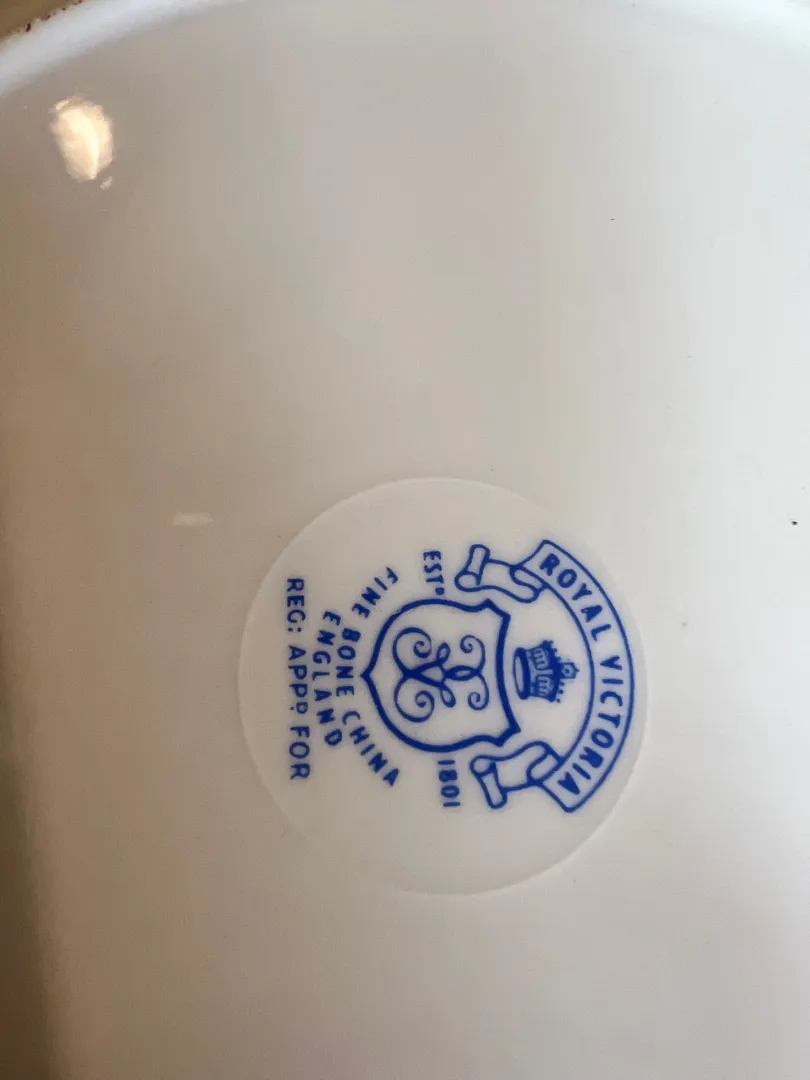 ROYAL VICTORIA
ESTD 1801
FINE BONE CHINA
ENGLAND
REG: APPD FOR